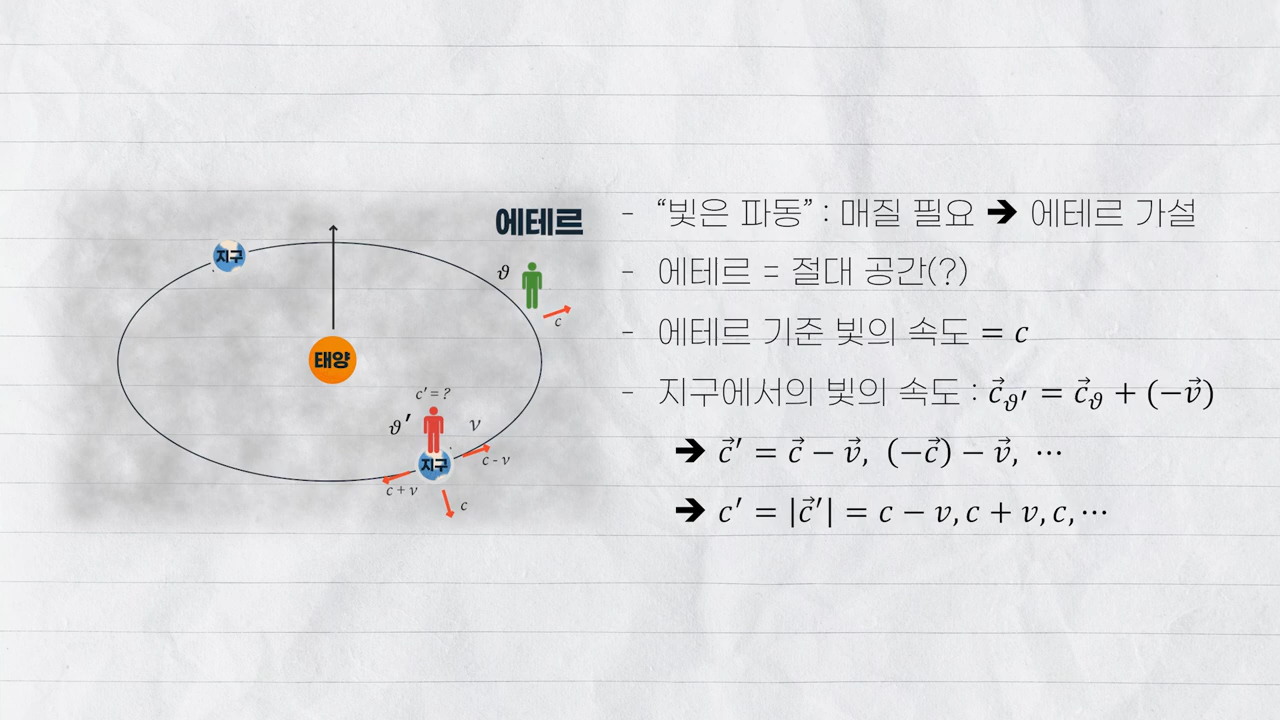 에테르
지구
ϑ
c
태양
c′ = ?
ϑ′
v
지구
c - v
c + v
c
- “빛은 파동” : 매질 필요 ➔ 에테르 가설
- 에테르 = 절대 공간(?)
- 에테르 기준 빛의 속도 = c
- 지구에서의 빛의 속도 : c⃗_ϑ′ = c⃗_ϑ + (−v⃗)
➔ c⃗′ = c⃗ − v⃗, (−c⃗) − v⃗, ⋯
➔ c′ = |c⃗′| = c − v, c + v, c, ⋯